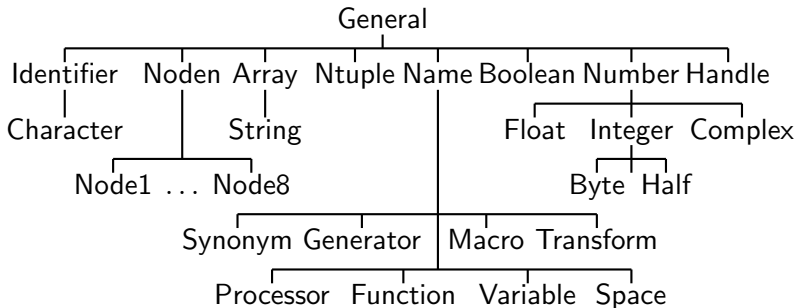 General
Identifier Noden Array Ntuple Name Boolean Number Handle
Character String Float Integer Complex
Node1 ... Node8 Byte Half
Synonym Generator Macro Transform
Processor Function Variable Space